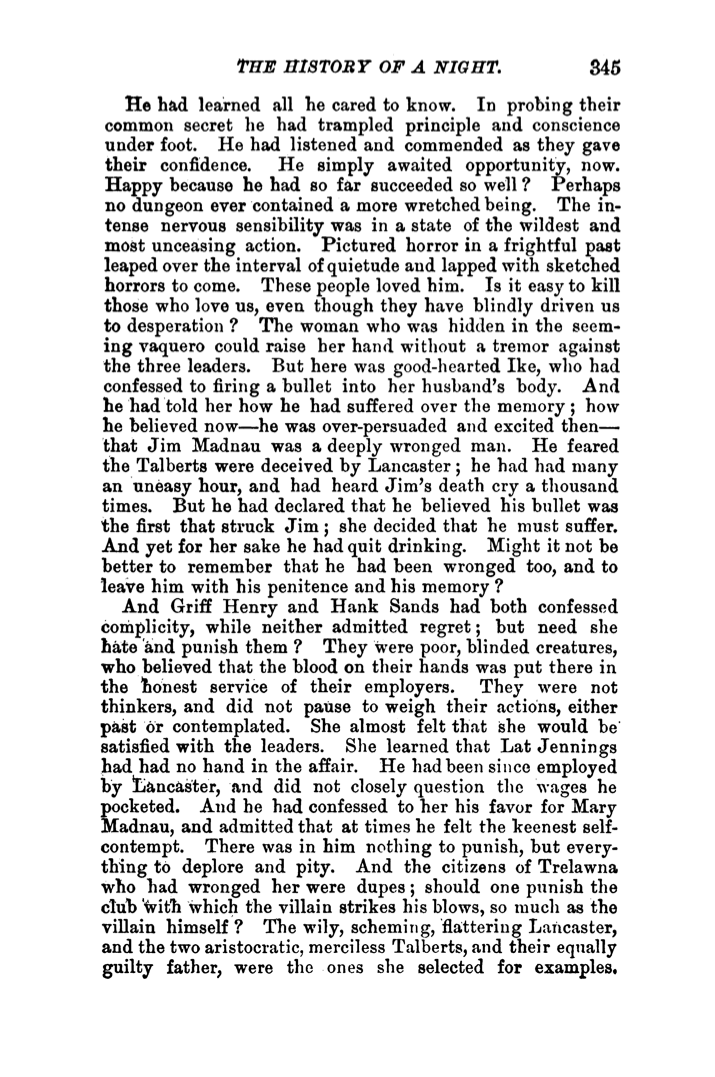 THE HISTORY OF A NIGHT. 345
He had learned all he cared to know. In probing their
common secret he had trampled principle and conscience
under foot. He had listened and commended as they gave
their confidence. He simply awaited opportunity, now.
Happy because he had so far succeeded so well? Perhaps
no dungeon ever contained a more wretched being. The in-
tense nervous sensibility was in a state of the wildest and
most unceasing action. Pictured horror in a frightful past
leaped over the interval of quietude and lapped with sketched
horrors to come. These people loved him. Is it easy to kill
those who love us, even though they have blindly driven us
to desperation? The woman who was hidden in the seem-
ing vaquero could raise her hand without a tremor against
the three leaders. But here was good-hearted Ike, who had
confessed to firing a bullet into her husband's body. And
he had told her how he had suffered over the memory; how
he believed now—he was over-persuaded and excited then—
that Jim Madnau was a deeply wronged man. He feared
the Talberts were deceived by Lancaster; he had had many
an uneasy hour, and had heard Jim's death cry a thousand
times. But he had declared that he believed his bullet was
the first that struck Jim; she decided that he must suffer.
And yet for her sake he had quit drinking. Might it not be
better to remember that he had been wronged too, and to
leave him with his penitence and his memory?
And Griff Henry and Hank Sands had both confessed
complicity, while neither admitted regret; but need she
hate and punish them? They were poor, blinded creatures,
who believed that the blood on their hands was put there in
the honest service of their employers. They were not
thinkers, and did not pause to weigh their actions, either
past or contemplated. She almost felt that she would be
satisfied with the leaders. She learned that Lat Jennings
had had no hand in the affair. He had been since employed
by Lancaster, and did not closely question the wages he
pocketed. And he had confessed to her his favor for Mary
Madnau, and admitted that at times he felt the keenest self-
contempt. There was in him nothing to punish, but every-
thing to deplore and pity. And the citizens of Trelawna
who had wronged her were dupes; should one punish the
club with which the villain strikes his blows, so much as the
villain himself? The wily, scheming, flattering Lancaster,
and the two aristocratic, merciless Talberts, and their equally
guilty father, were the ones she selected for examples.